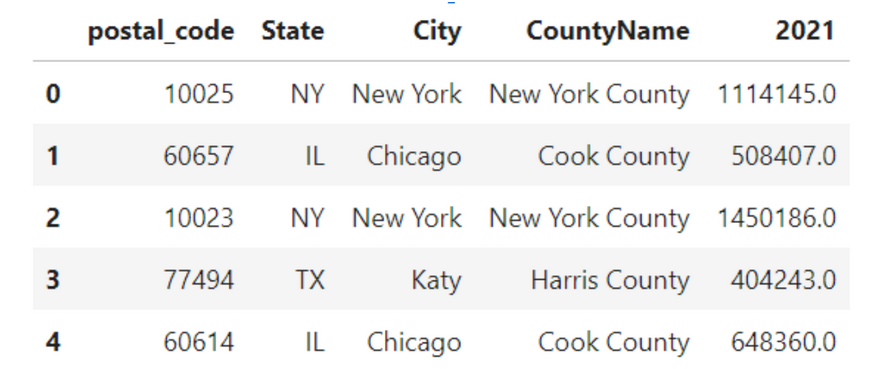 postal_code State City CountyName 2021
0 10025 NY New York New York County 1114145.0
1 60657 IL Chicago Cook County 508407.0
2 10023 NY New York New York County 1450186.0
3 77494 TX Katy Harris County 404243.0
4 60614 IL Chicago Cook County 648360.0